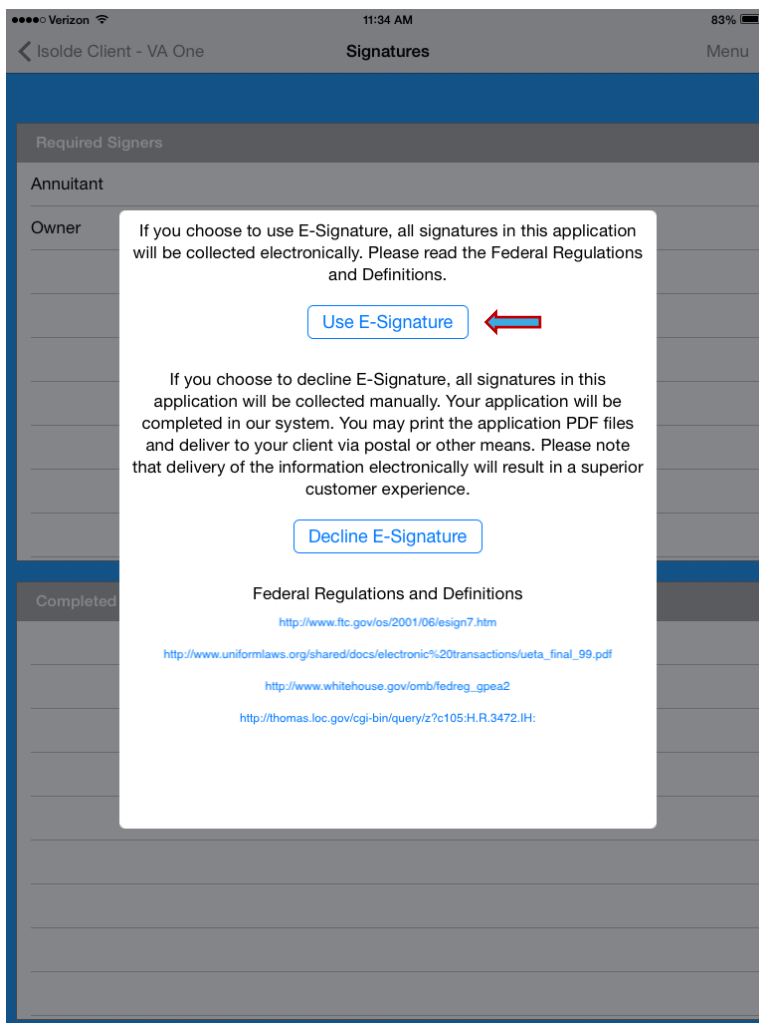 Verizon 11:34 AM 83%
Isolde Client - VA One Signatures Menu
Required Signers
Annuitant
Owner
If you choose to use E-Signature, all signatures in this application
will be collected electronically. Please read the Federal Regulations
and Definitions.
Use E-Signature
If you choose to decline E-Signature, all signatures in this
application will be collected manually. Your application will be
completed in our system. You may print the application PDF files
and deliver to your client via postal or other means. Please note
that delivery of the information electronically will result in a superior
customer experience.
Decline E-Signature
Federal Regulations and Definitions
Completed
http://www.ftc.gov/os/2001/06/esign7.htm
http://www.uniformlaws.org/shared/docs/electronic%20transactions/ueta_final_99.pdf
http://www.whitehouse.gov/omb/fedreg_gpea2
http://thomas.loc.gov/cgi-bin/query/z?c105:H.R.3472.IH: